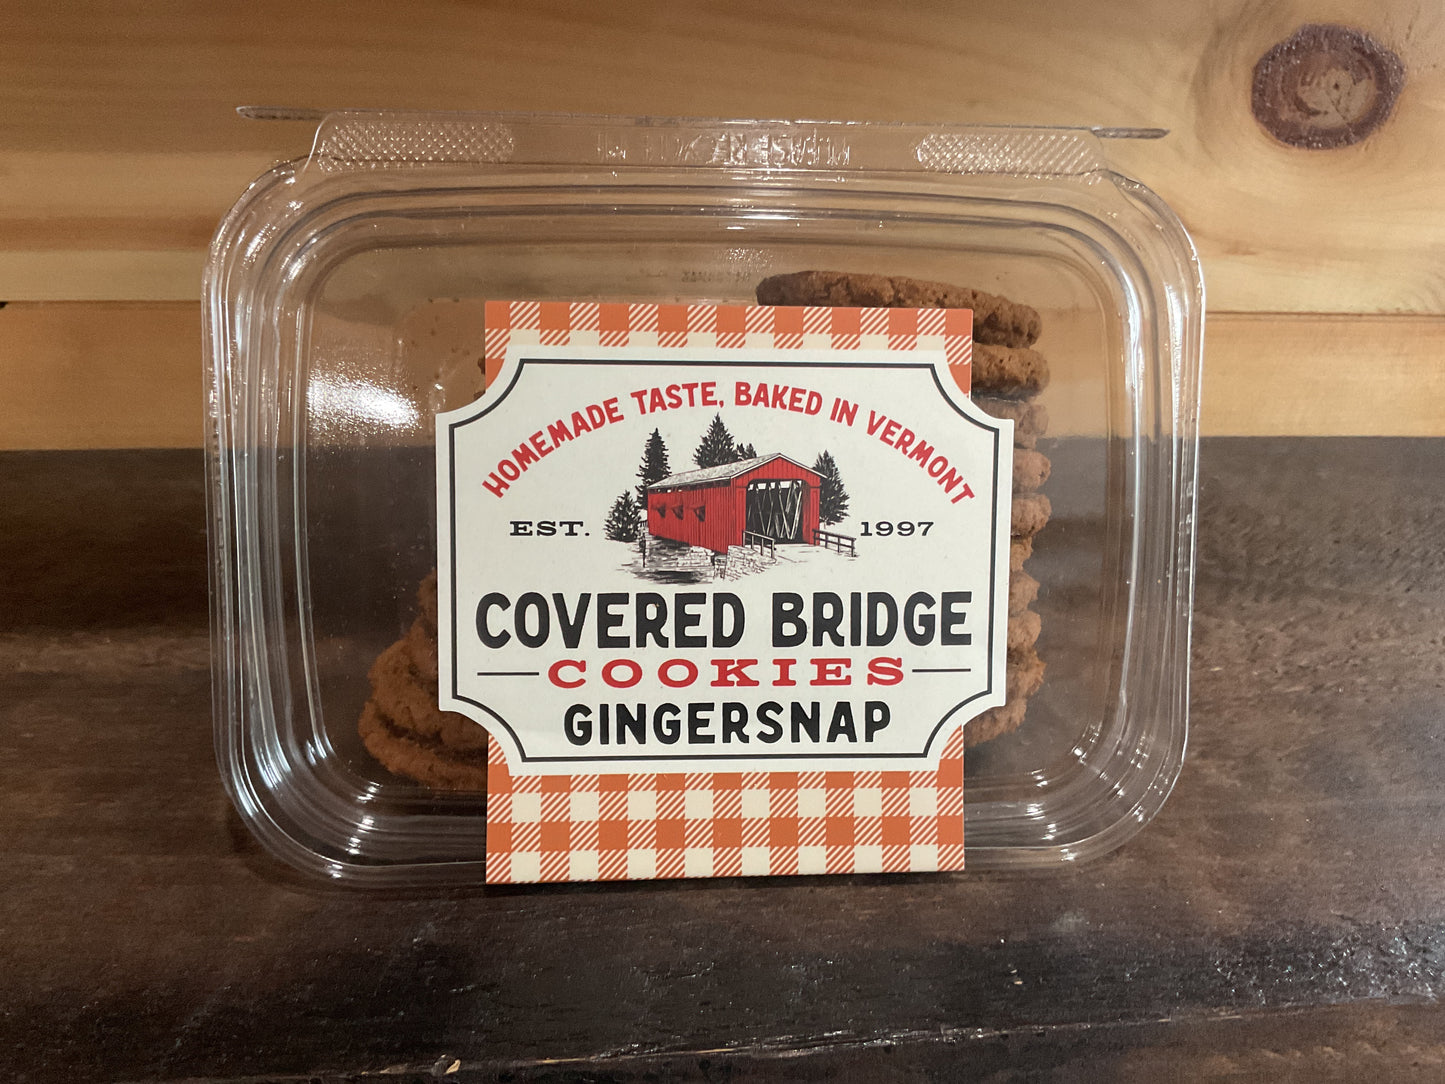 HOMEMADE TASTE, BAKED IN VERMONT
EST. 1997
COVERED BRIDGE
COOKIES
GINGERSNAP